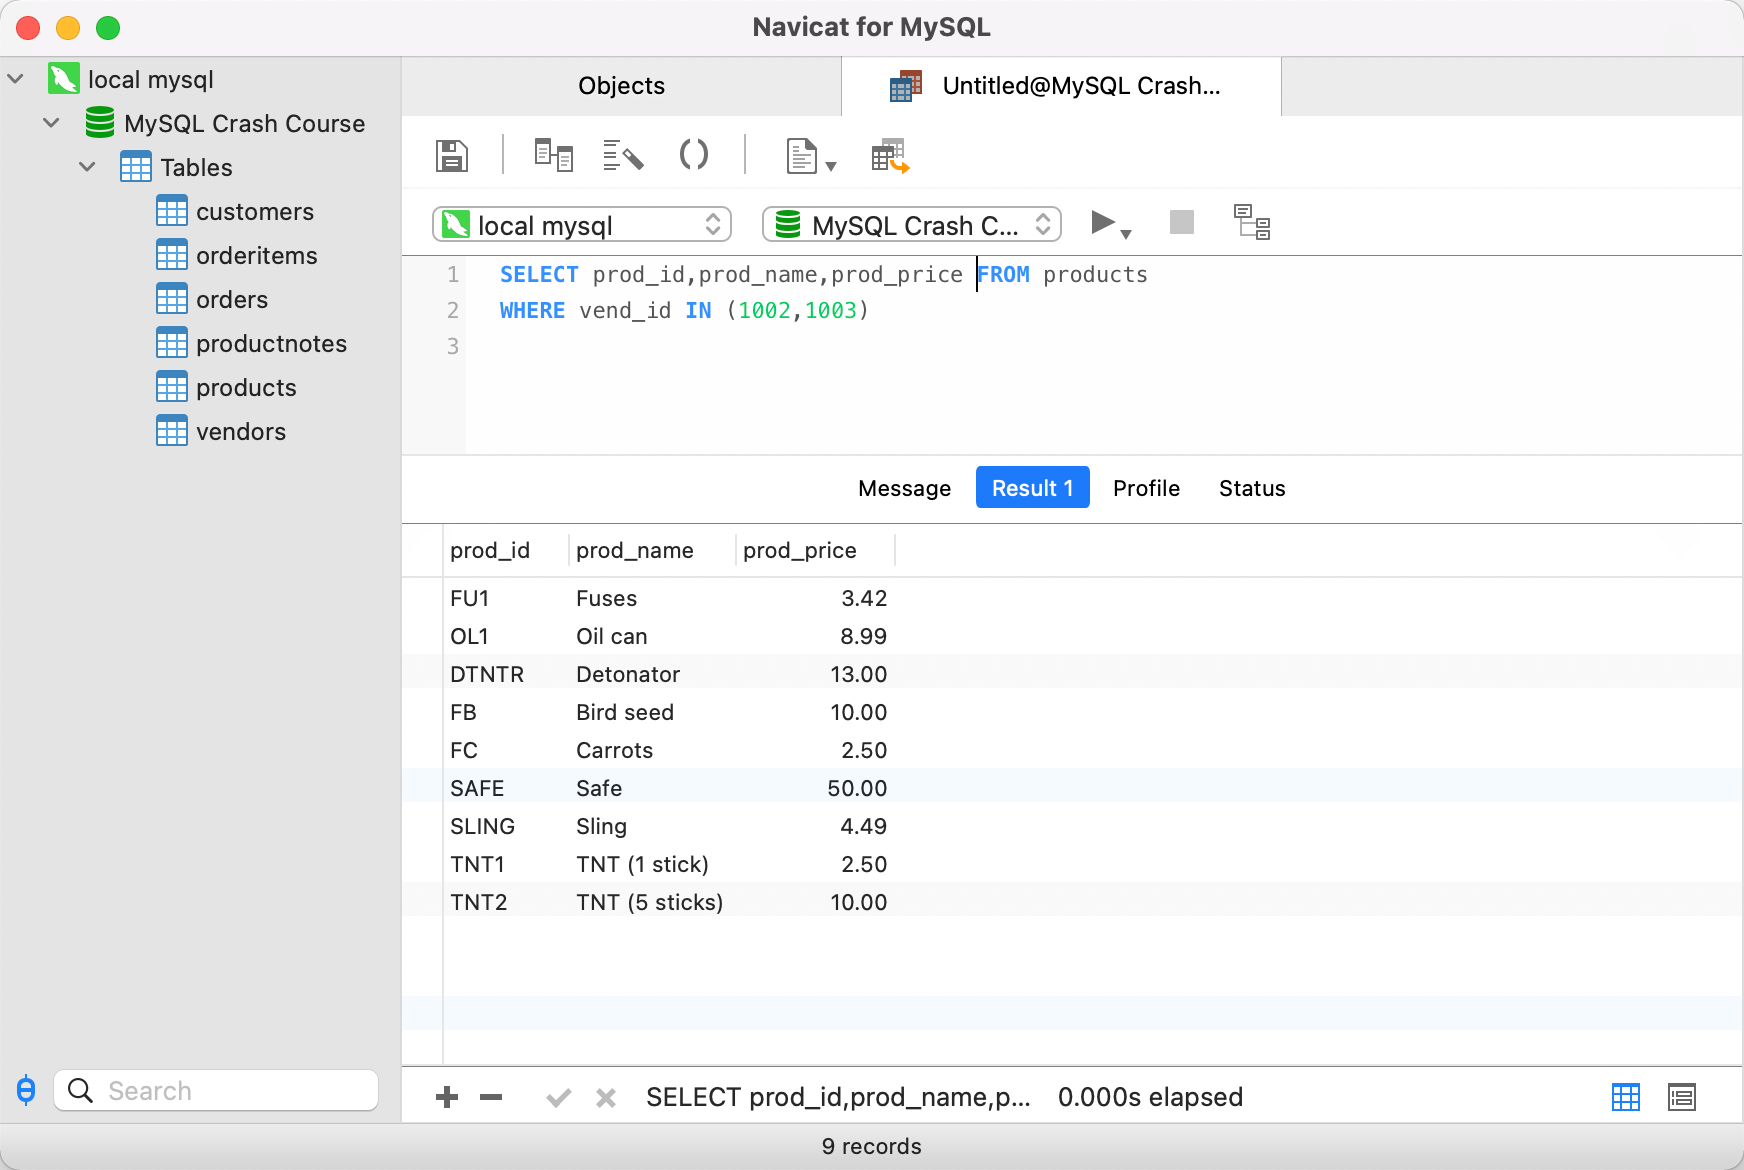 Navicat for MySQL
local mysql
MySQL Crash Course
Tables
customers
orderitems
orders
productnotes
products
vendors
Search
Objects
Untitled@MySQL Crash...
local mysql
MySQL Crash C...
1 SELECT prod_id,prod_name,prod_price FROM products
2 WHERE vend_id IN (1002,1003)
3
Message Result 1 Profile Status
prod_id prod_name prod_price
FU1 Fuses 3.42
OL1 Oil can 8.99
DTNTR Detonator 13.00
FB Bird seed 10.00
FC Carrots 2.50
SAFE Safe 50.00
SLING Sling 4.49
TNT1 TNT (1 stick) 2.50
TNT2 TNT (5 sticks) 10.00
SELECT prod_id,prod_name,p... 0.000s elapsed
9 records